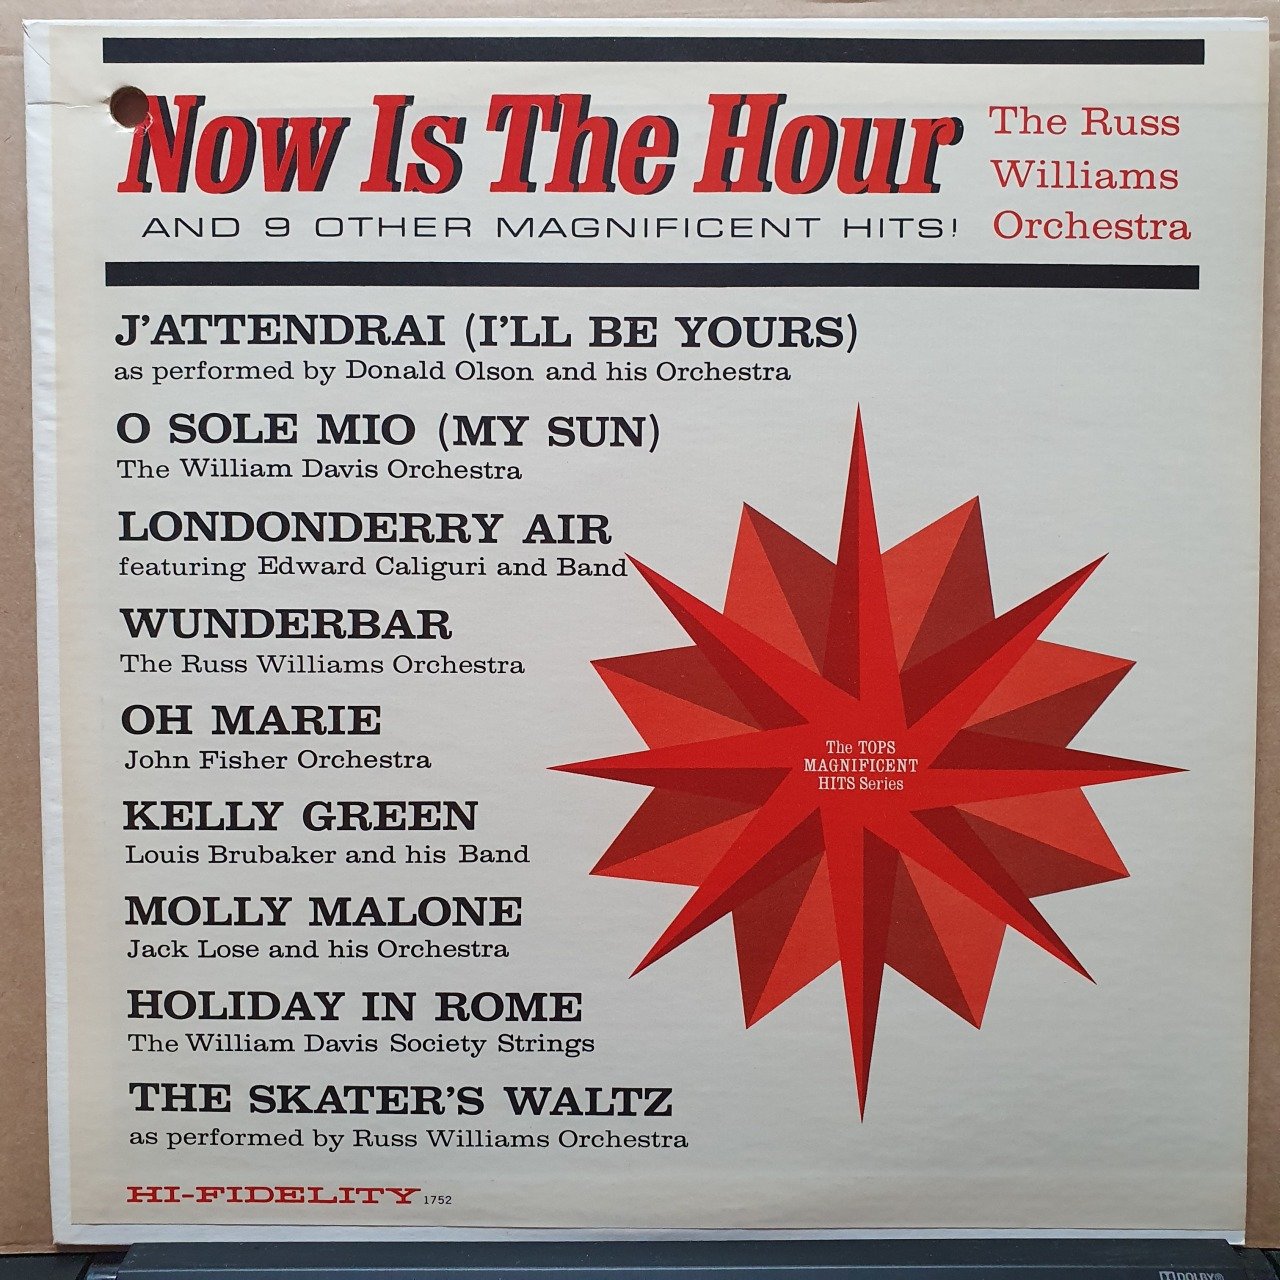 Now Is The Hour
AND 9 OTHER MAGNIFICENT HITS!
The Russ
Williams
Orchestra
J'ATTENDRAI (I'LL BE YOURS)
as performed by Donald Olson and his Orchestra
O SOLE MIO (MY SUN)
The William Davis Orchestra
LONDONDERRY AIR
featuring Edward Caliguri and Band
WUNDERBAR
The Russ Williams Orchestra
OH MARIE
John Fisher Orchestra
KELLY GREEN
Louis Brubaker and his Band
MOLLY MALONE
Jack Lose and his Orchestra
HOLIDAY IN ROME
The William Davis Society Strings
THE SKATER'S WALTZ
as performed by Russ Williams Orchestra
The TOPS
MAGNIFICENT
HITS Series
HI-FIDELITY 1752
DOLBY